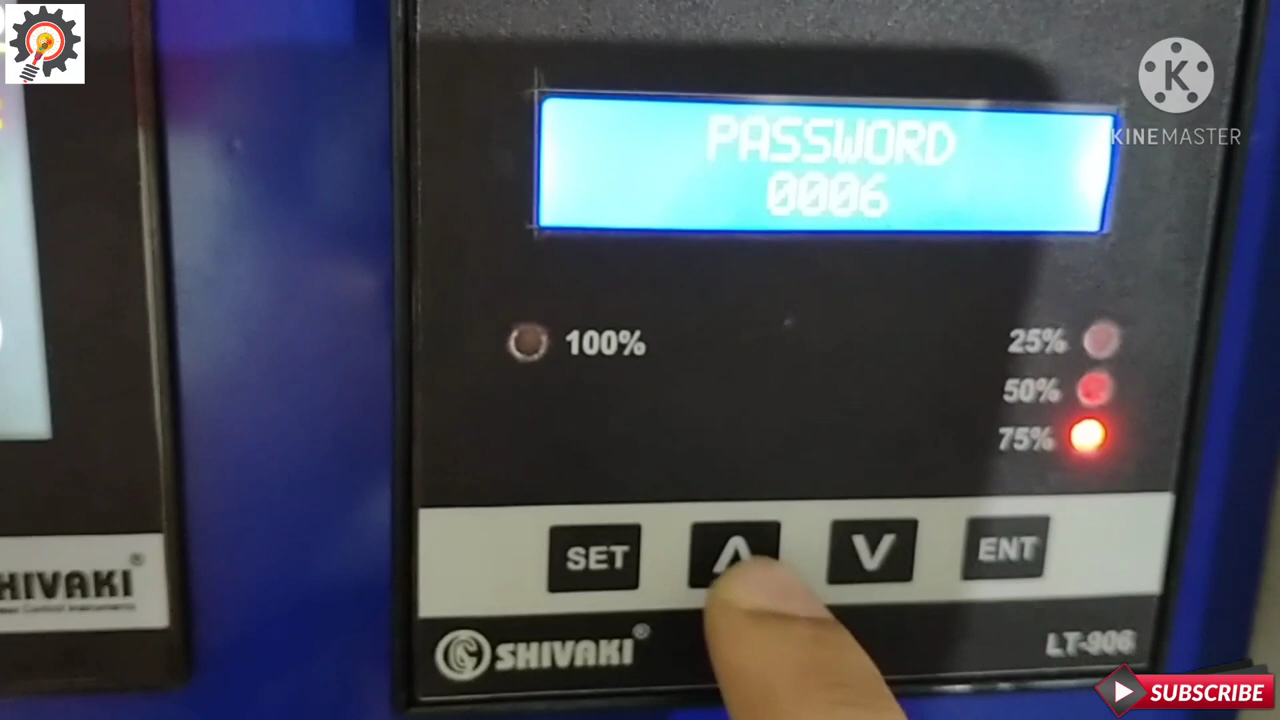 PASSWORD
0006
KINEMASTER
100%
25%
50%
75%
SET
ENT
HIVAKI®
SHIVAKI®
LT-906
SUBSCRIBE